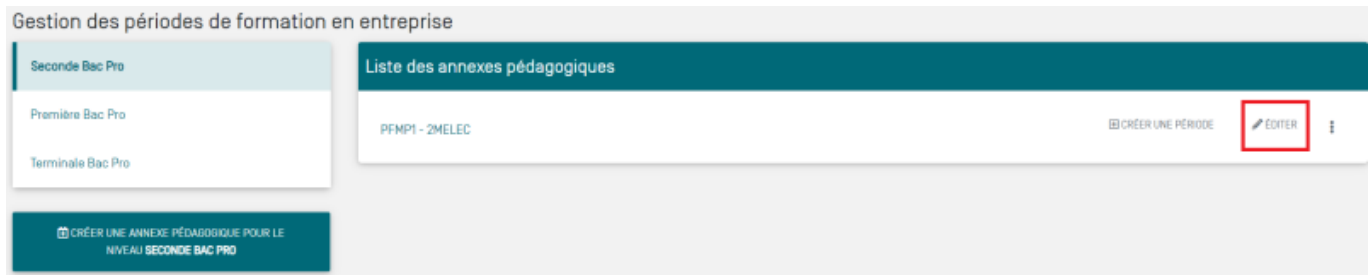 Gestion des périodes de formation en entreprise
Seconde Bac Pro
Première Bac Pro
Terminale Bac Pro
CRÉER UNE ANNEXE PÉDAGOGIQUE POUR LE
NIVEAU SECONDE BAC PRO
Liste des annexes pédagogiques
PFMP1 - 2MELEC
CRÉER UNE PÉRIODE
ÉDITER